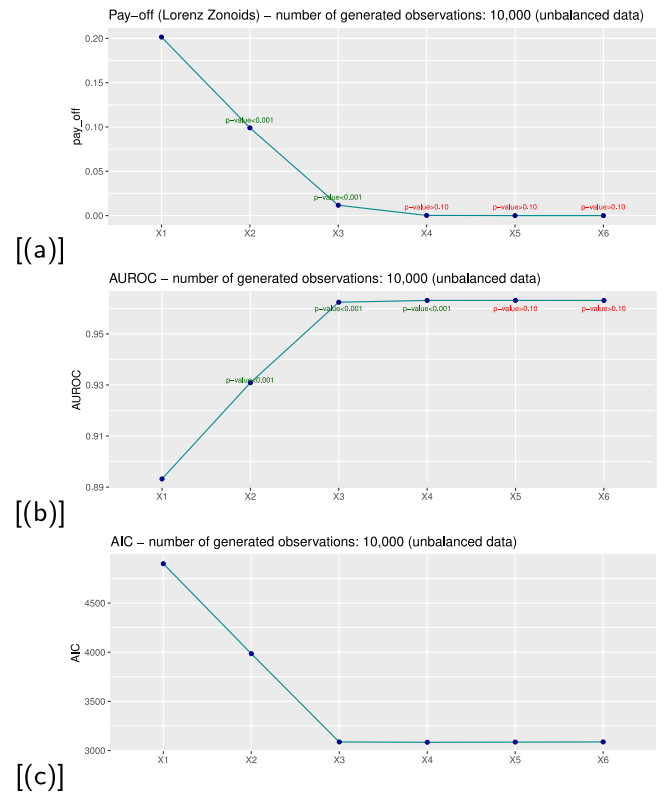 Pay−off (Lorenz Zonoids) − number of generated observations: 10,000 (unbalanced data)
0.20
0.15
0.10
0.05
0.00
pay_off
p−value<0.001
p−value<0.001
p−value>0.10
p−value>0.10
p−value>0.10
X1 X2 X3 X4 X5 X6
[(a)]
AUROC − number of generated observations: 10,000 (unbalanced data)
0.95
0.93
0.91
0.89
AUROC
p−value<0.001
p−value<0.001
p−value<0.001
p−value>0.10
p−value>0.10
X1 X2 X3 X4 X5 X6
[(b)]
AIC − number of generated observations: 10,000 (unbalanced data)
4500
4000
3500
3000
AIC
X1 X2 X3 X4 X5 X6
[(c)]